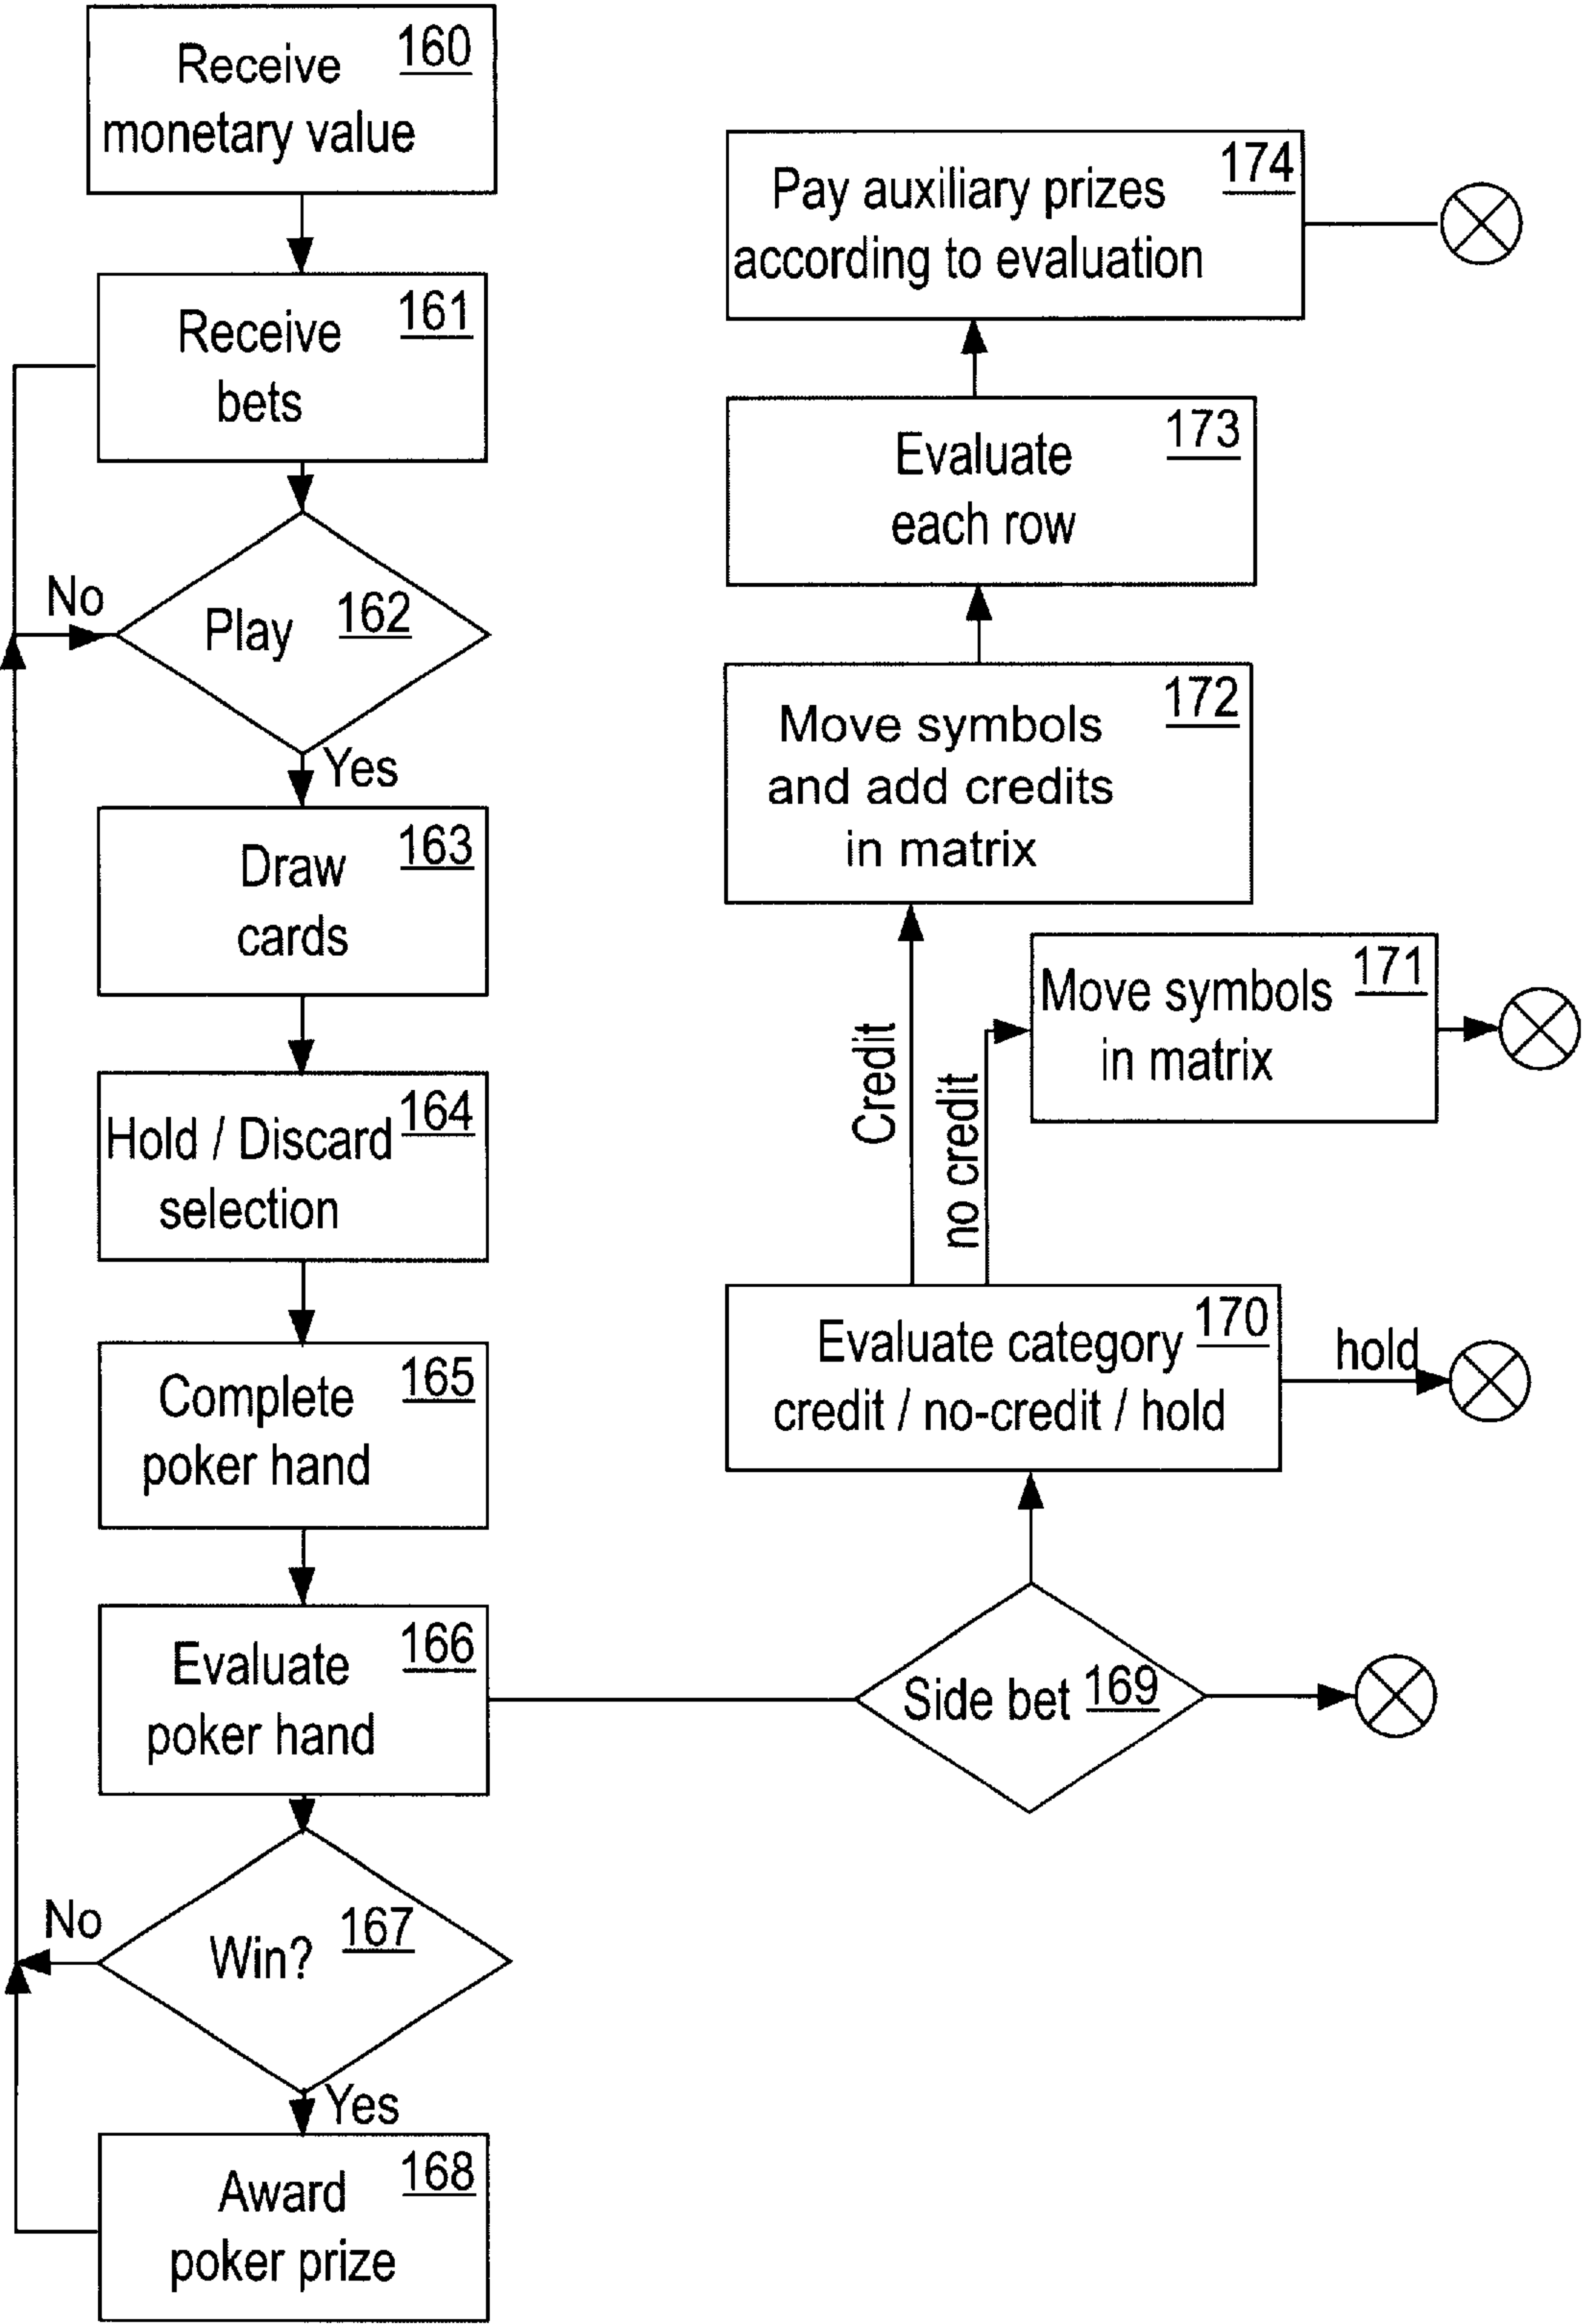 160
Receive
monetary value
161
Receive
bets
No
Play 162
Yes
163
Draw
cards
164
Hold / Discard
selection
165
Complete
poker hand
166
Evaluate
poker hand
No
Win? 167
Yes
168
Award
poker prize
174
Pay auxiliary prizes
according to evaluation
173
Evaluate
each row
172
Move symbols
and add credits
in matrix
171
Move symbols
in matrix
Credit
no credit
170
Evaluate category
credit / no-credit / hold
hold
Side bet 169